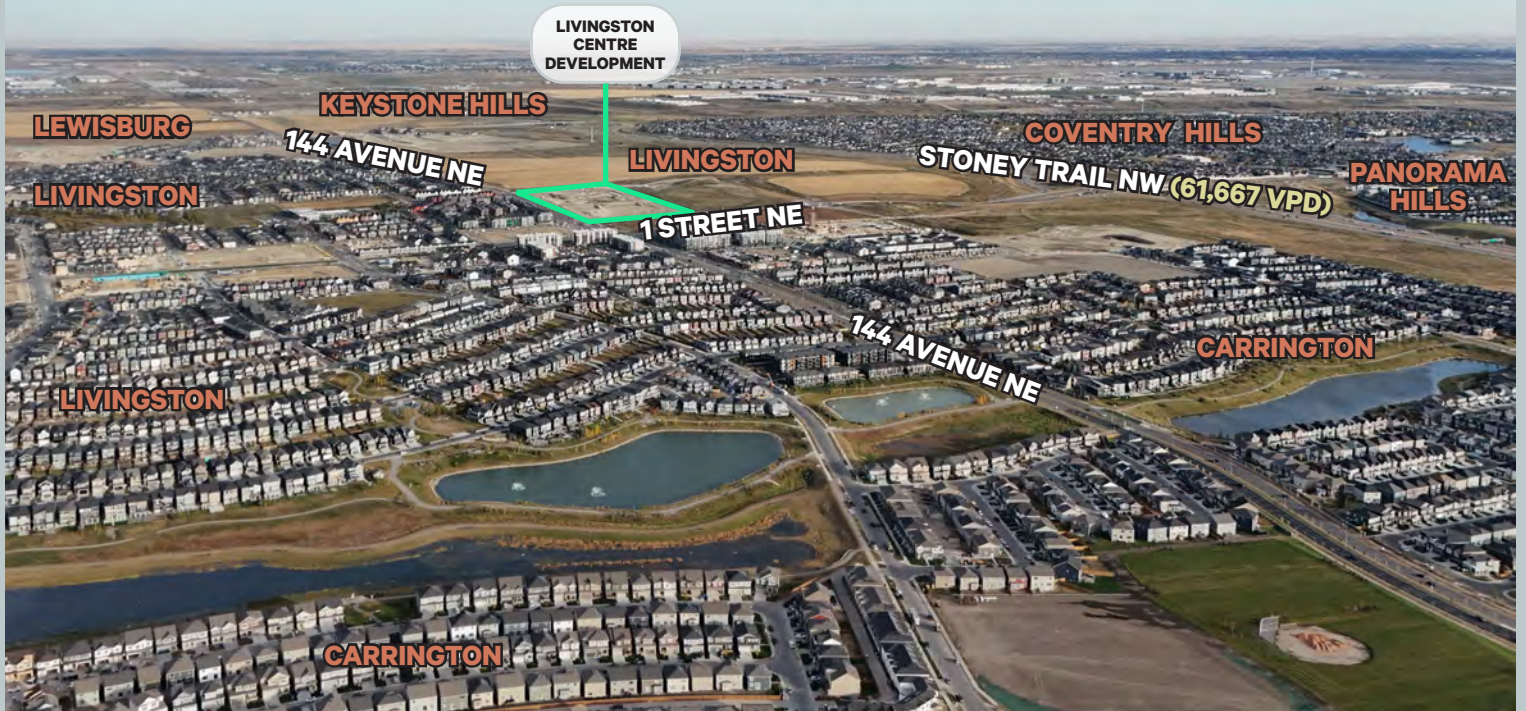 LIVINGSTON
CENTRE
DEVELOPMENT
KEYSTONE HILLS
LEWISBURG
144 AVENUE NE
LIVINGSTON
COVENTRY HILLS
STONEY TRAIL NW (61,667 VPD)
PANORAMA
HILLS
LIVINGSTON
1 STREET NE
144 AVENUE NE
CARRINGTON
LIVINGSTON
CARRINGTON